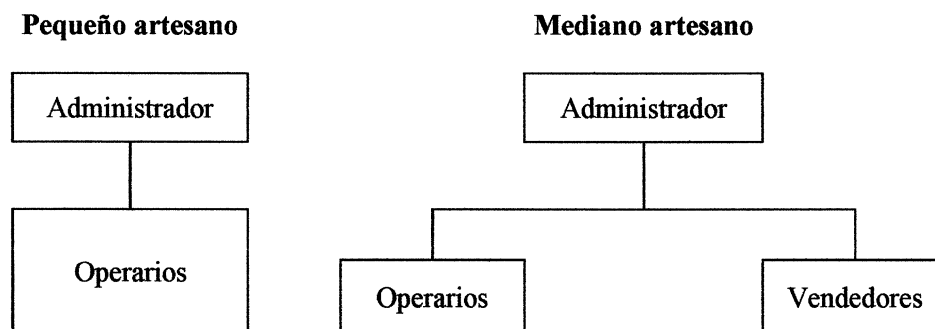 Pequeño artesano
Administrador
Operarios
Mediano artesano
Administrador
Operarios
Vendedores